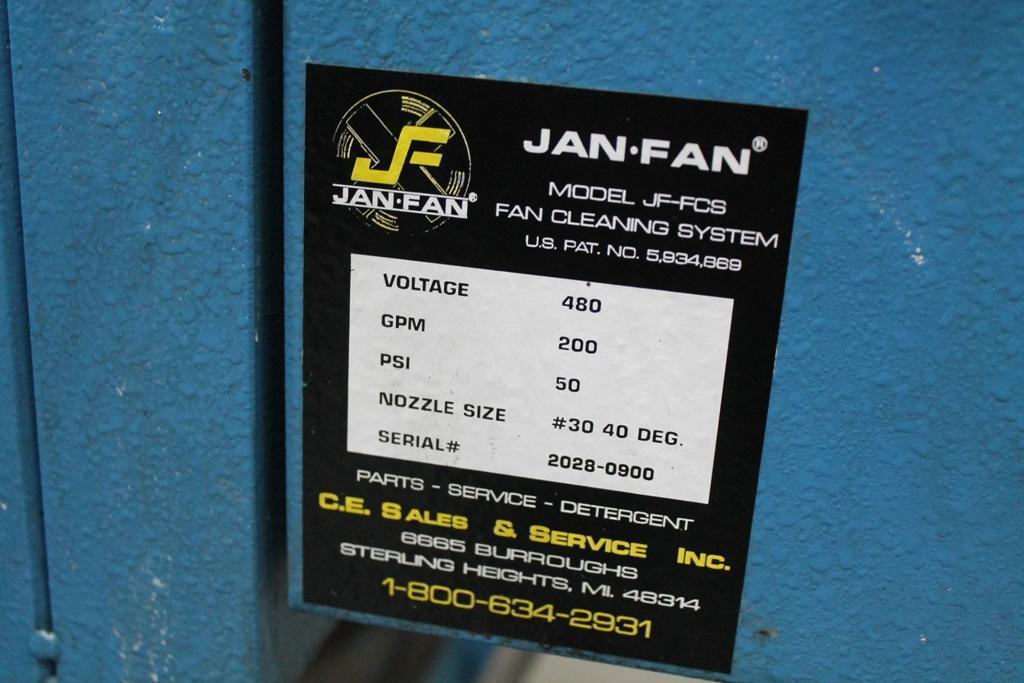 JF
JAN·FAN®
JAN·FAN®
MODEL JF-FCS
FAN CLEANING SYSTEM
U.S. PAT. NO. 5,934,869
VOLTAGE 480
GPM 200
PSI 50
NOZZLE SIZE #30 40 DEG.
SERIAL# 2028-0900
PARTS - SERVICE - DETERGENT
C.E. SALES & SERVICE INC.
6665 BURROUGHS
STERLING HEIGHTS, MI. 48314
1-800-634-2931